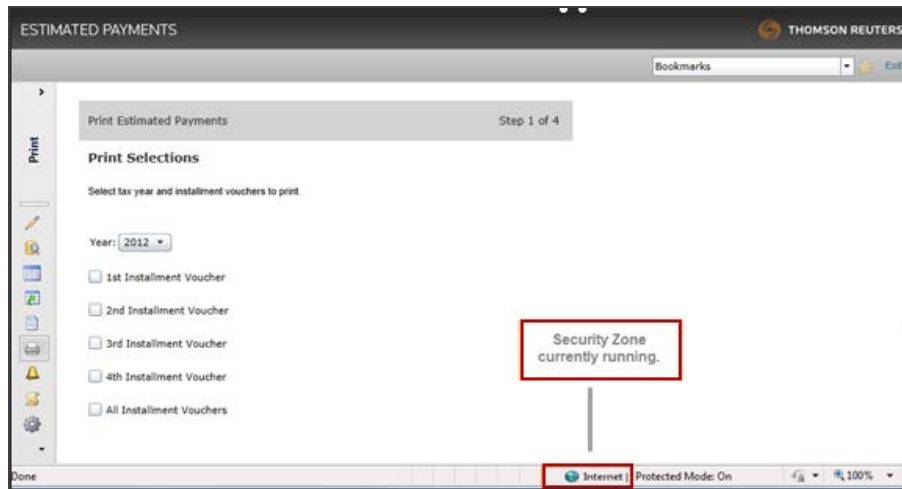 ESTIMATED PAYMENTS
THOMSON REUTERS
Bookmarks
Exit
Print
Print Estimated Payments Step 1 of 4
Print Selections
Select tax year and installment vouchers to print.
Year: 2012
1st Installment Voucher
2nd Installment Voucher
3rd Installment Voucher
4th Installment Voucher
All Installment Vouchers
Security Zone
currently running.
Done
Internet | Protected Mode: On
100%